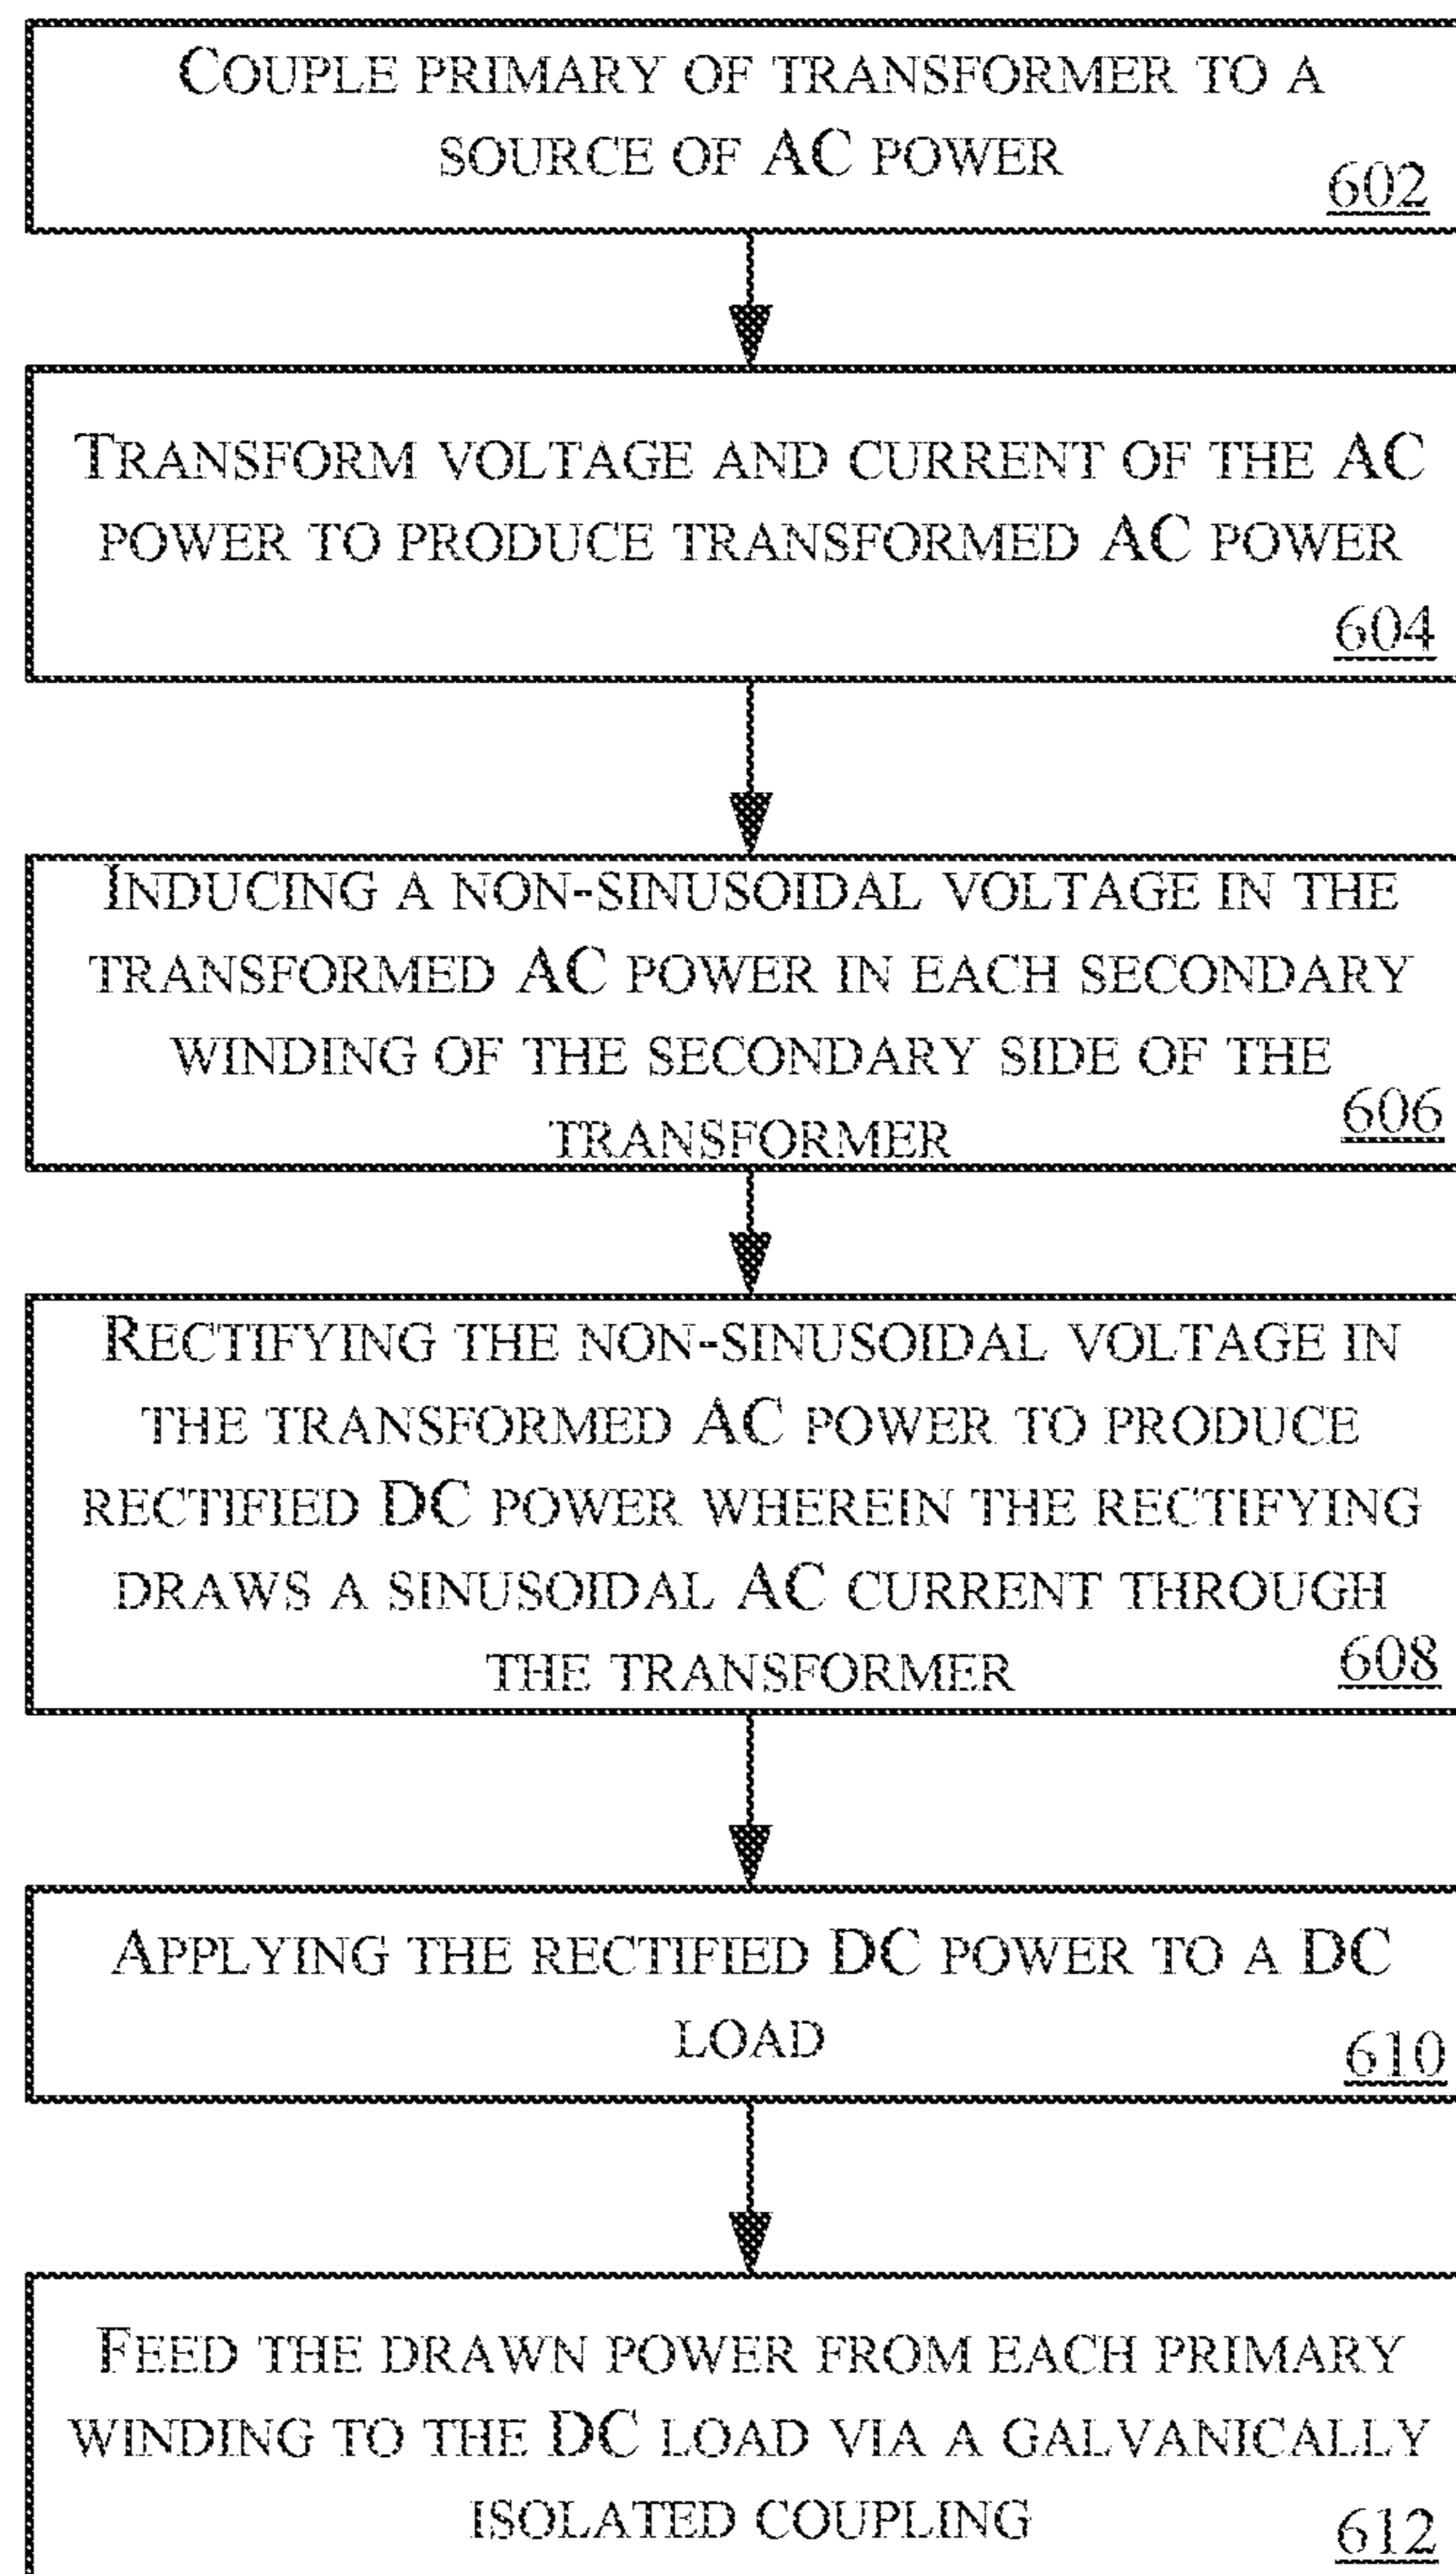 COUPLE PRIMARY OF TRANSFORMER TO A
SOURCE OF AC POWER
602
TRANSFORM VOLTAGE AND CURRENT OF THE AC
POWER TO PRODUCE TRANSFORMED AC POWER
604
INDUCING A NON-SINUSOIDAL VOLTAGE IN THE
TRANSFORMED AC POWER IN EACH SECONDARY
WINDING OF THE SECONDARY SIDE OF THE
TRANSFORMER
606
RECTIFYING THE NON-SINUSOIDAL VOLTAGE IN
THE TRANSFORMED AC POWER TO PRODUCE
RECTIFIED DC POWER WHEREIN THE RECTIFYING
DRAWS A SINUSOIDAL AC CURRENT THROUGH
THE TRANSFORMER
608
APPLYING THE RECTIFIED DC POWER TO A DC
LOAD
610
FEED THE DRAWN POWER FROM EACH PRIMARY
WINDING TO THE DC LOAD VIA A GALVANICALLY
ISOLATED COUPLING
612